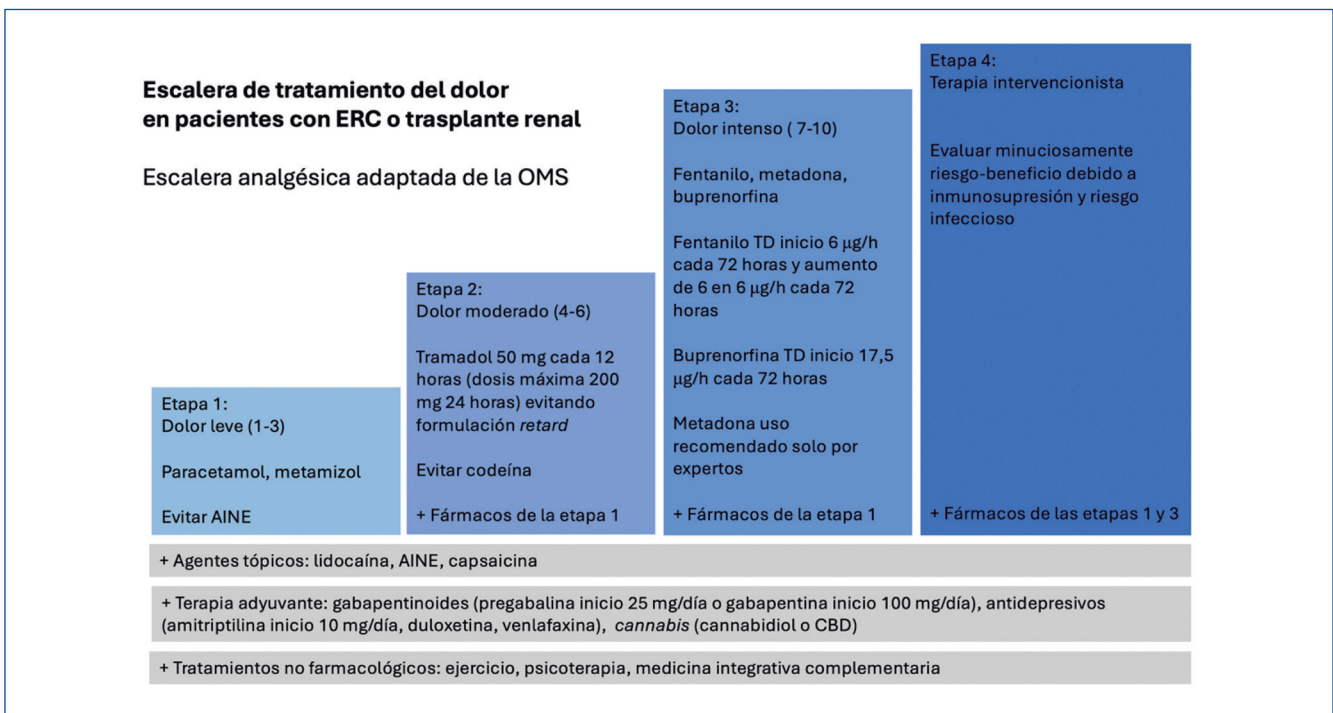 Escalera de tratamiento del dolor
en pacientes con ERC o trasplante renal
Escalera analgésica adaptada de la OMS
Etapa 1:
Dolor leve (1-3)
Paracetamol, metamizol
Evitar AINE
Etapa 2:
Dolor moderado (4-6)
Tramadol 50 mg cada 12
horas (dosis máxima 200
mg 24 horas) evitando
formulación retard
Evitar codeína
+ Fármacos de la etapa 1
Etapa 3:
Dolor intenso ( 7-10)
Fentanilo, metadona,
buprenorfina
Fentanilo TD inicio 6 µg/h
cada 72 horas y aumento
de 6 en 6 µg/h cada 72
horas
Buprenorfina TD inicio 17,5
µg/h cada 72 horas
Metadona uso
recomendado solo por
expertos
+ Fármacos de la etapa 1
Etapa 4:
Terapia intervencionista
Evaluar minuciosamente
riesgo-beneficio debido a
inmunosupresión y riesgo
infeccioso
+ Fármacos de las etapas 1 y 3
+ Agentes tópicos: lidocaína, AINE, capsaicina
+ Terapia adyuvante: gabapentinoides (pregabalina inicio 25 mg/día o gabapentina inicio 100 mg/día), antidepresivos
(amitriptilina inicio 10 mg/día, duloxetina, venlafaxina), cannabis (cannabidiol o CBD)
+ Tratamientos no farmacológicos: ejercicio, psicoterapia, medicina integrativa complementaria